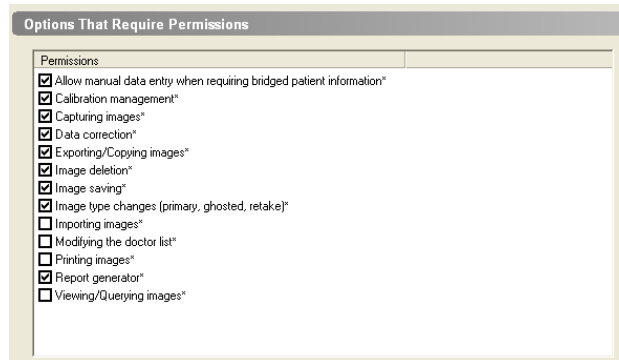 Options That Require Permissions
Permissions
Allow manual data entry when requiring bridged patient information*
Calibration management*
Capturing images*
Data correction*
Exporting/Copying images*
Image deletion*
Image saving*
Image type changes (primary, ghosted, retake)*
Importing images*
Modifying the doctor list*
Printing images*
Report generator*
Viewing/Querying images*